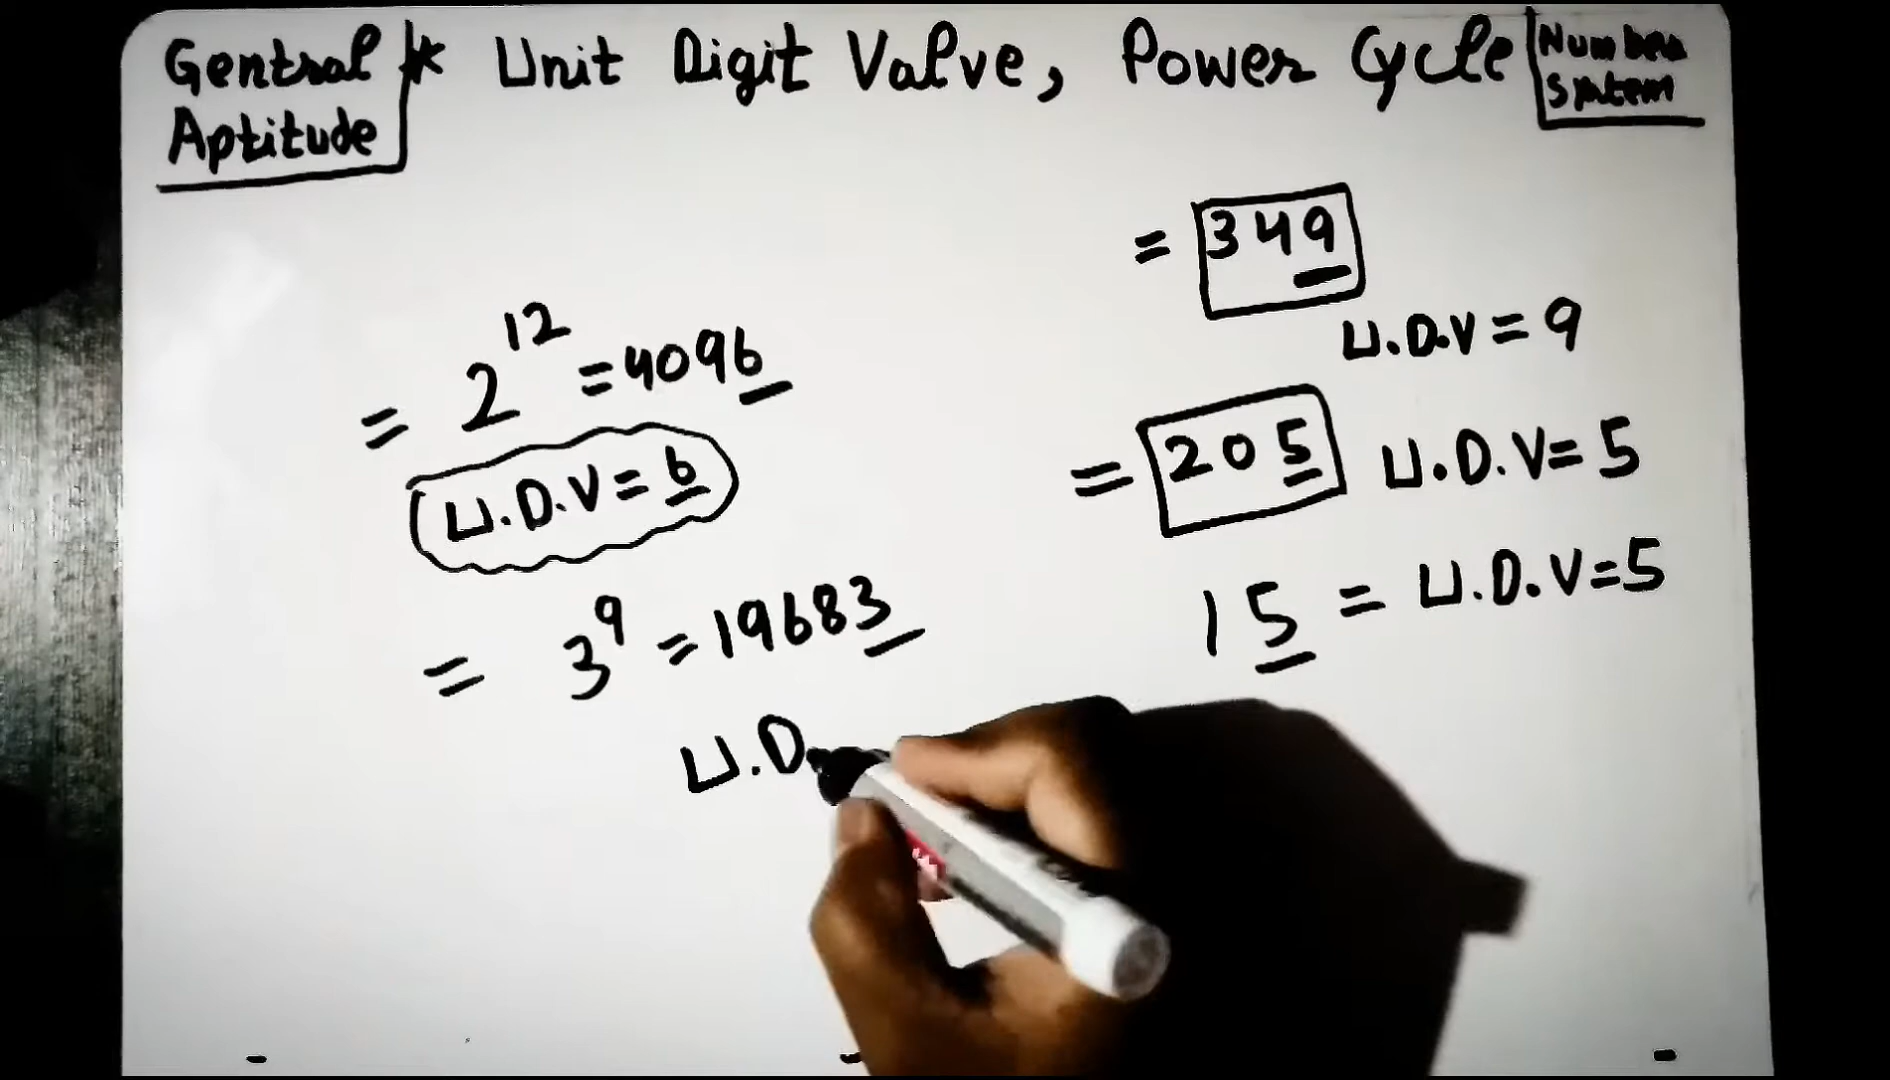 Gentral Aptitude
* Unit Digit Valve, Power Cycle
Number System
= 2^12 = 4096
U.D.V = 6
= 3^9 = 19683
U.D
= 349
U.D.V = 9
= 205 U.D.V = 5
15 = U.D.V = 5